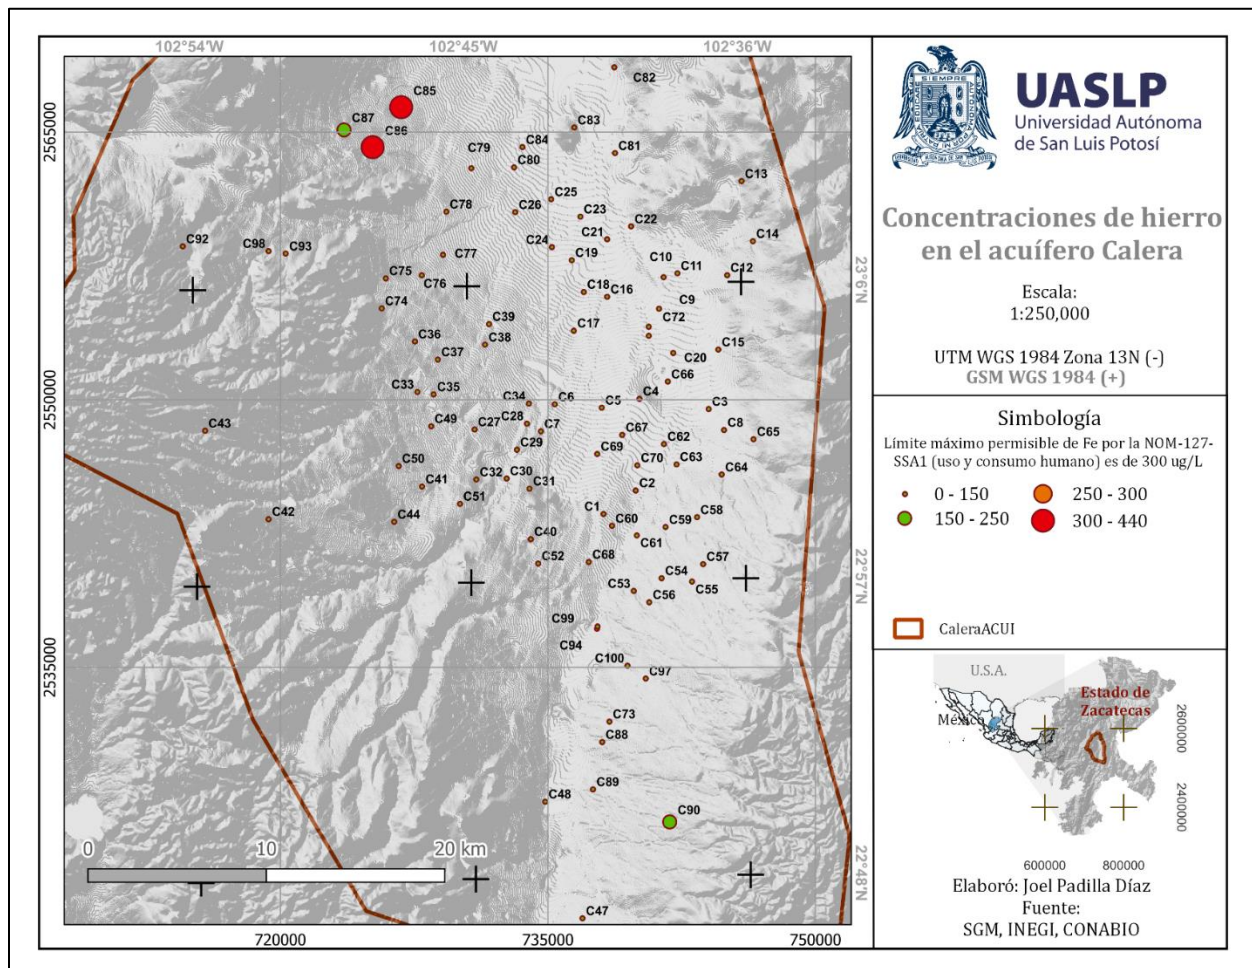 102°54'W
102°45'W
102°36'W
C82
C85
C87
C86
C83
C84
C79
C80
C81
C13
C25
C78
C26
C23
C22
C92
C98
C93
C77
C24
C21
C14
C19
C10
C11
C12
C75
C76
C18
C16
C74
C9
C39
C72
C17
C36
C38
C37
C15
C20
C66
C33
C35
C34
C6
C5
C4
C3
C43
C49
C27
C28
C7
C67
C8
C65
C29
C69
C62
C50
C70
C63
C64
C41
C32
C30
C31
C2
C51
C42
C44
C1
C60
C59
C58
C40
C61
C52
C68
C57
C53
C54
C55
C56
C99
C94
C100
C97
C73
C88
C89
C48
C90
C47
2565000
2550000
2535000
23°6'N
22°57'N
22°48'N
0 10 20 km
720000 735000 750000
SIEMPRE
AUTÓNOMA
UASLP
Universidad Autónoma
de San Luis Potosí
Concentraciones de hierro
en el acuífero Calera
Escala:
1:250,000
UTM WGS 1984 Zona 13N (-)
GSM WGS 1984 (+)
Simbología
Límite máximo permisible de Fe por la NOM-127-
SSA1 (uso y consumo humano) es de 300 ug/L
0 - 150 250 - 300
150 - 250 300 - 440
CaleraACUI
U.S.A.
México
Estado de
Zacatecas
2600000
2400000
600000 800000
Elaboró: Joel Padilla Díaz
Fuente:
SGM, INEGI, CONABIO